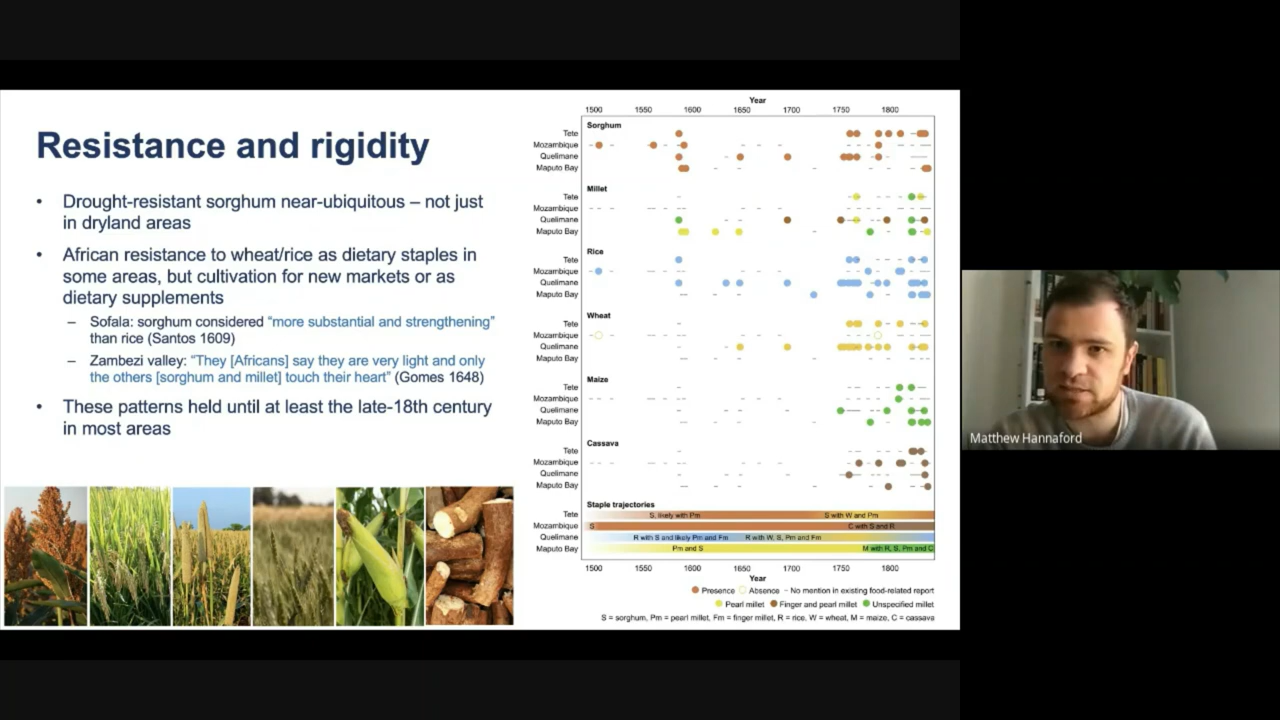 Resistance and rigidity
• Drought-resistant sorghum near-ubiquitous – not just
in dryland areas
• African resistance to wheat/rice as dietary staples in
some areas, but cultivation for new markets or as
dietary supplements
– Sofala: sorghum considered “more substantial and strengthening”
than rice (Santos 1609)
– Zambezi valley: “They [Africans] say they are very light and only
the others [sorghum and millet] touch their heart” (Gomes 1648)
• These patterns held until at least the late-18th century
in most areas
Year
1500 1550 1600 1650 1700 1750 1800
Sorghum
Tete
Mozambique
Quelimane
Maputo Bay
Millet
Tete
Mozambique
Quelimane
Maputo Bay
Rice
Tete
Mozambique
Quelimane
Maputo Bay
Wheat
Tete
Mozambique
Quelimane
Maputo Bay
Maize
Tete
Mozambique
Quelimane
Maputo Bay
Cassava
Tete
Mozambique
Quelimane
Maputo Bay
Staple trajectories
Tete S, likely with Pm S with W and Pm
Mozambique S C with S and R
Quelimane R with S and likely Pm and Fm R with W, S, Pm and Fm
Maputo Bay Pm and S M with R, S, Pm and C
1500 1550 1600 1650 1700 1750 1800
Year
Presence Absence - No mention in existing food-related report
Pearl millet Finger and pearl millet Unspecified millet
S = sorghum, Pm = pearl millet, Fm = finger millet, R = rice, W = wheat, M = maize, C = cassava
Matthew Hannaford